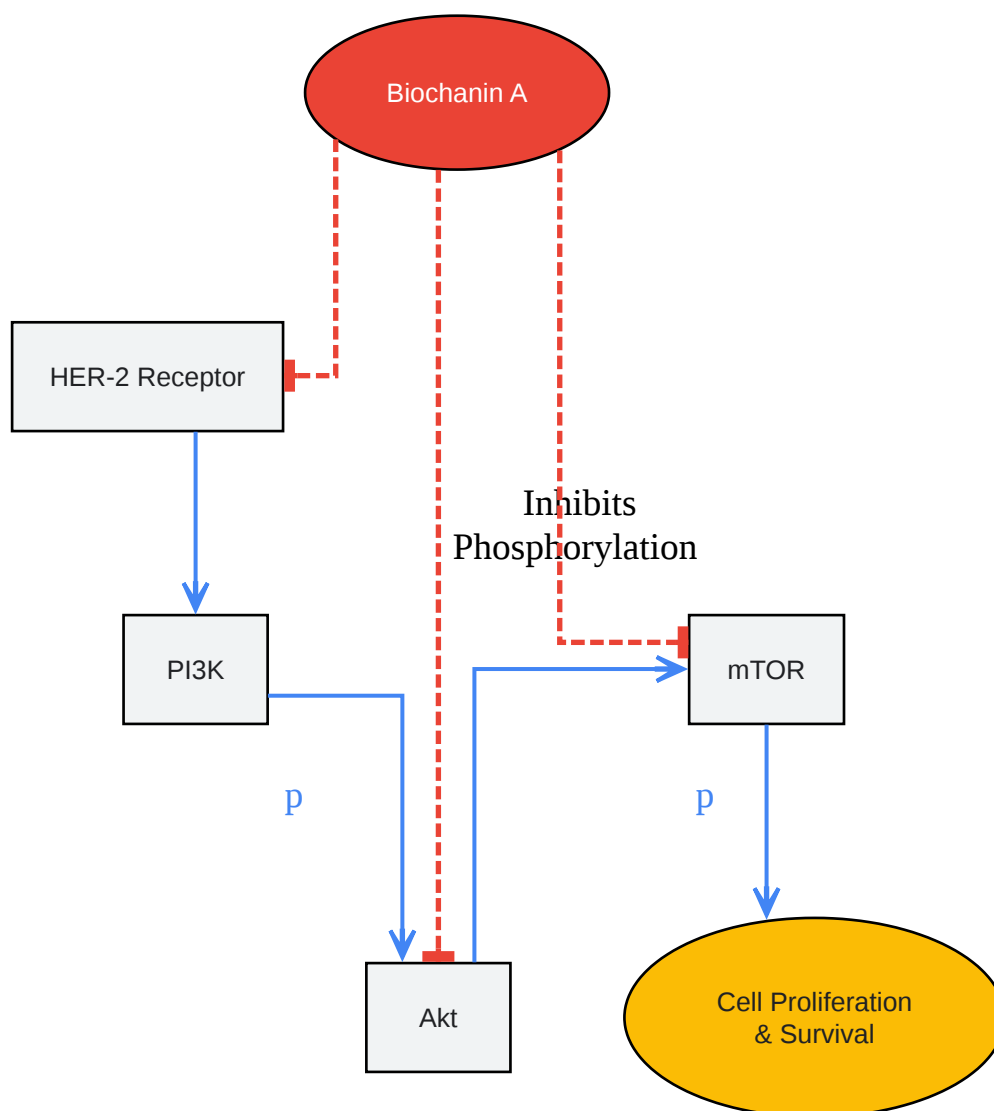 Biochanin A
HER-2 Receptor
Inhibits
Phosphorylation
PI3K
mTOR
p
p
Akt
Cell Proliferation
& Survival